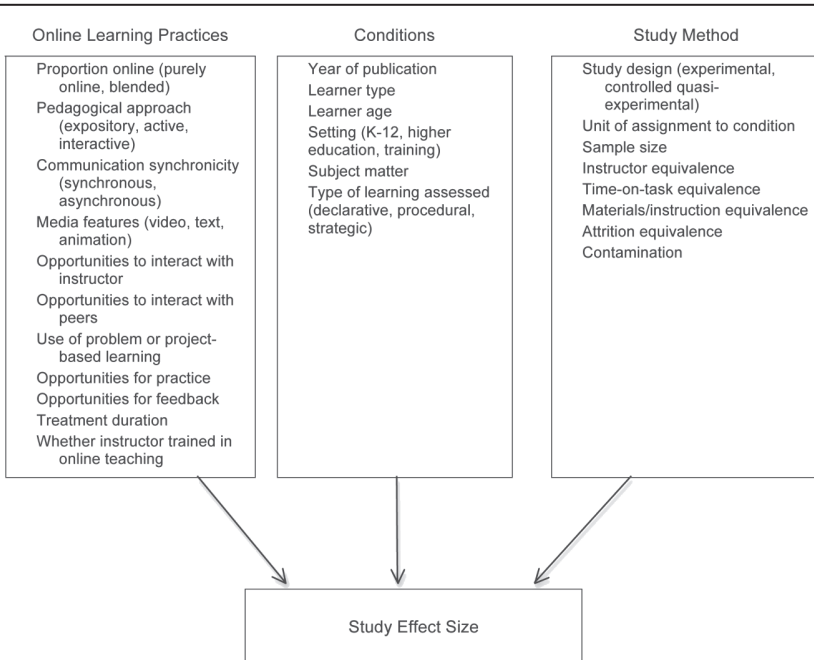 Online Learning Practices
Proportion online (purely
online, blended)
Pedagogical approach
(expository, active,
interactive)
Communication synchronicity
(synchronous,
asynchronous)
Media features (video, text,
animation)
Opportunities to interact with
instructor
Opportunities to interact with
peers
Use of problem or project-
based learning
Opportunities for practice
Opportunities for feedback
Treatment duration
Whether instructor trained in
online teaching
Conditions
Year of publication
Learner type
Learner age
Setting (K-12, higher
education, training)
Subject matter
Type of learning assessed
(declarative, procedural,
strategic)
Study Method
Study design (experimental,
controlled quasi-
experimental)
Unit of assignment to condition
Sample size
Instructor equivalence
Time-on-task equivalence
Materials/instruction equivalence
Attrition equivalence
Contamination
Study Effect Size